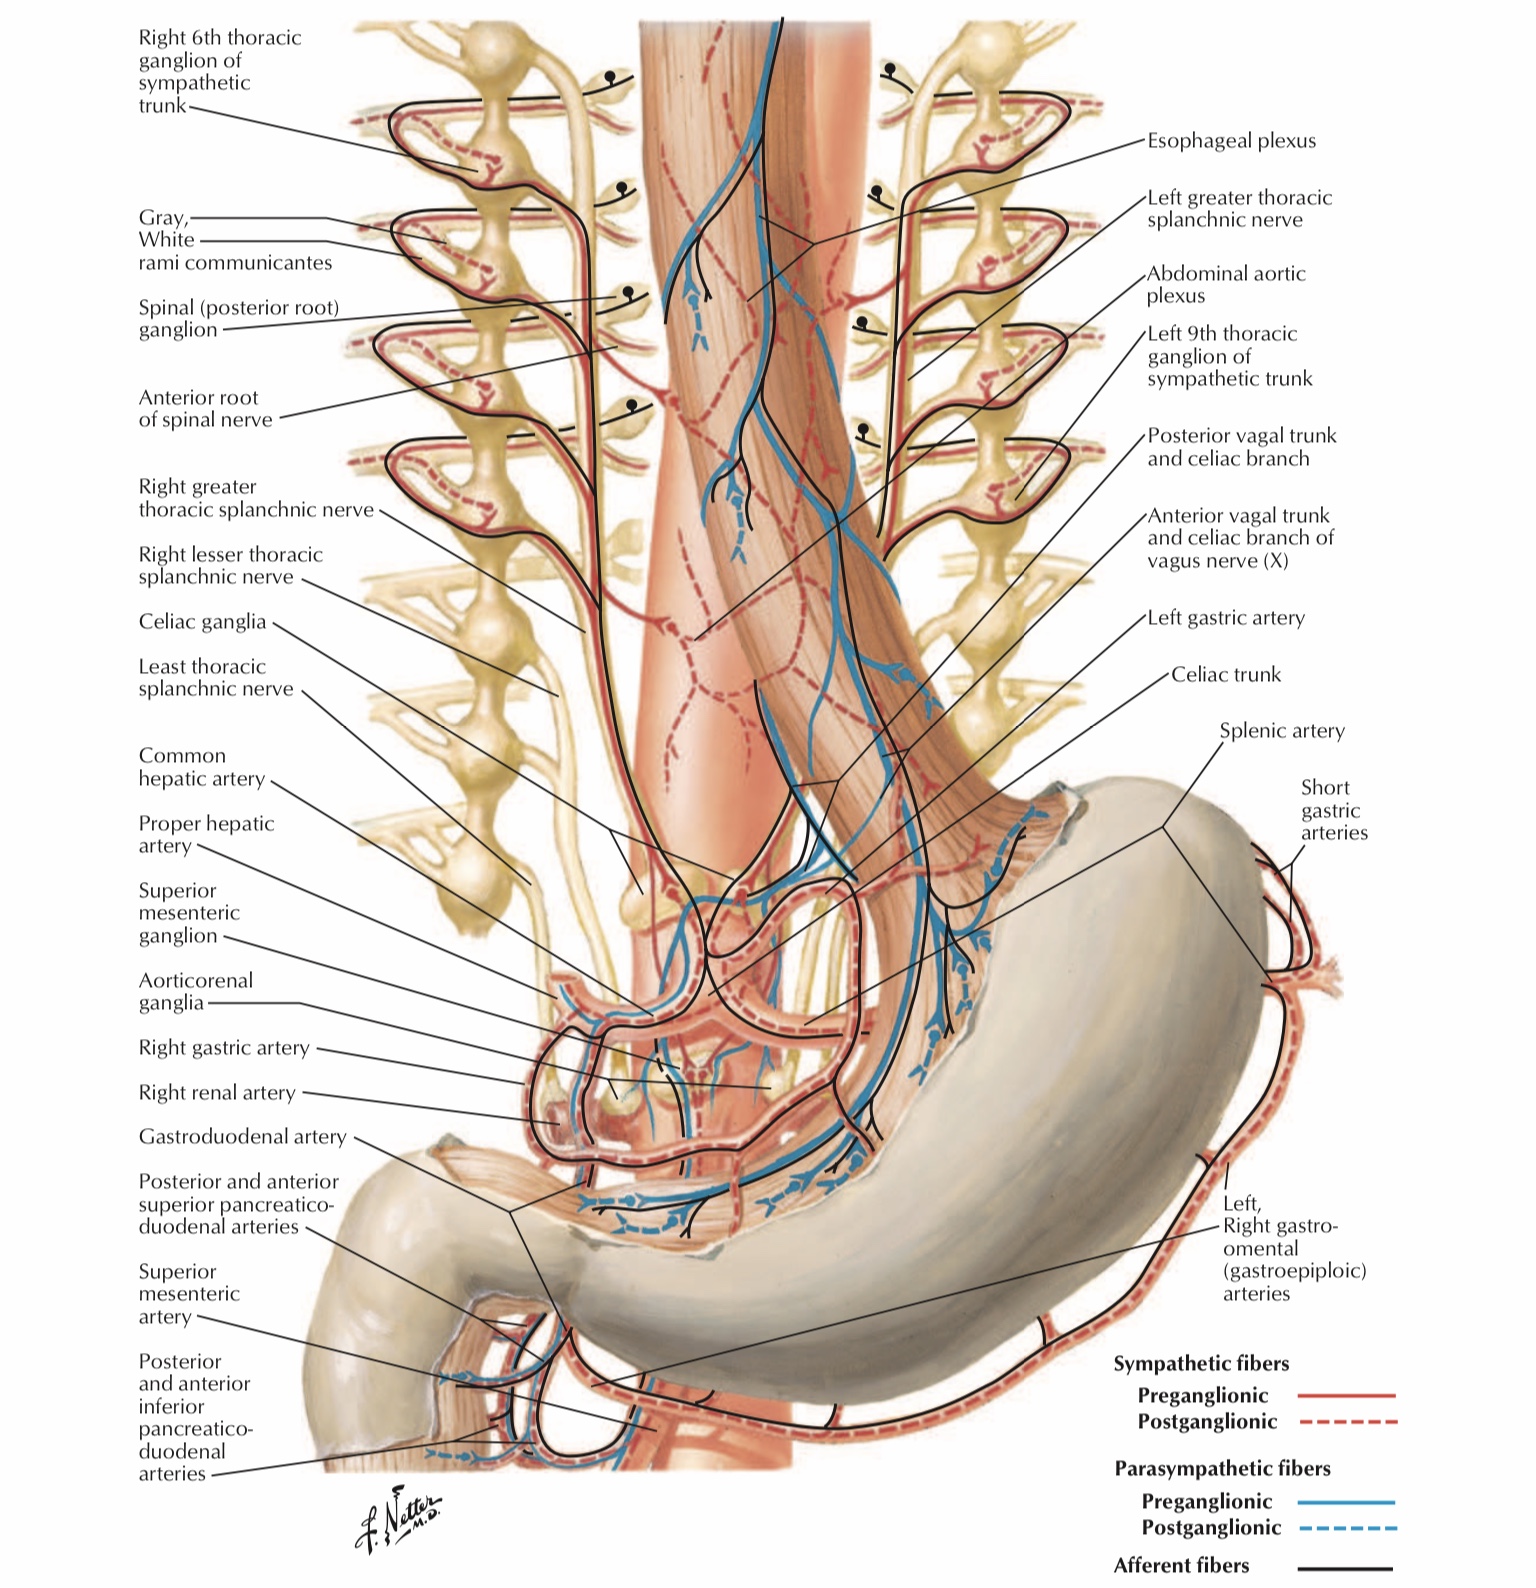 Right 6th thoracic
ganglion of
sympathetic
trunk
Gray,
White
rami communicantes
Spinal (posterior root)
ganglion
Anterior root
of spinal nerve
Right greater
thoracic splanchnic nerve
Right lesser thoracic
splanchnic nerve
Celiac ganglia
Least thoracic
splanchnic nerve
Common
hepatic artery
Proper hepatic
artery
Superior
mesenteric
ganglion
Aorticorenal
ganglia
Right gastric artery
Right renal artery
Gastroduodenal artery
Posterior and anterior
superior pancreatico-
duodenal arteries
Superior
mesenteric
artery
Posterior
and anterior
inferior
pancreatico-
duodenal
arteries
Esophageal plexus
Left greater thoracic
splanchnic nerve
Abdominal aortic
plexus
Left 9th thoracic
ganglion of
sympathetic trunk
Posterior vagal trunk
and celiac branch
Anterior vagal trunk
and celiac branch of
vagus nerve (X)
Left gastric artery
Celiac trunk
Splenic artery
Short
gastric
arteries
Left,
Right gastro-
omental
(gastroepiploic)
arteries
Sympathetic fibers
Preganglionic
Postganglionic
Parasympathetic fibers
Preganglionic
Postganglionic
Afferent fibers
F. Netter
M.D.